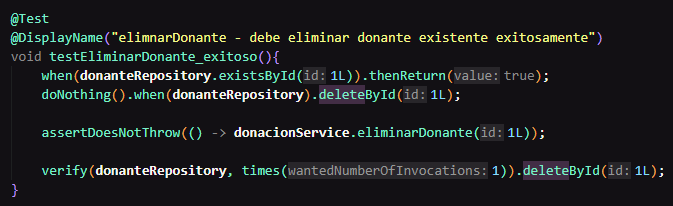 @Test
@DisplayName("elimnarDonante - debe eliminar donante existente exitosamente")
void testEliminarDonante_exitoso(){
when(donanteRepository.existsById(id: 1L)).thenReturn(value: true);
doNothing().when(donanteRepository).deleteById(id: 1L);
assertDoesNotThrow(() -> donacionService.eliminarDonante(id: 1L));
verify(donanteRepository, times(wantedNumberOfInvocations: 1)).deleteById(id: 1L);
}